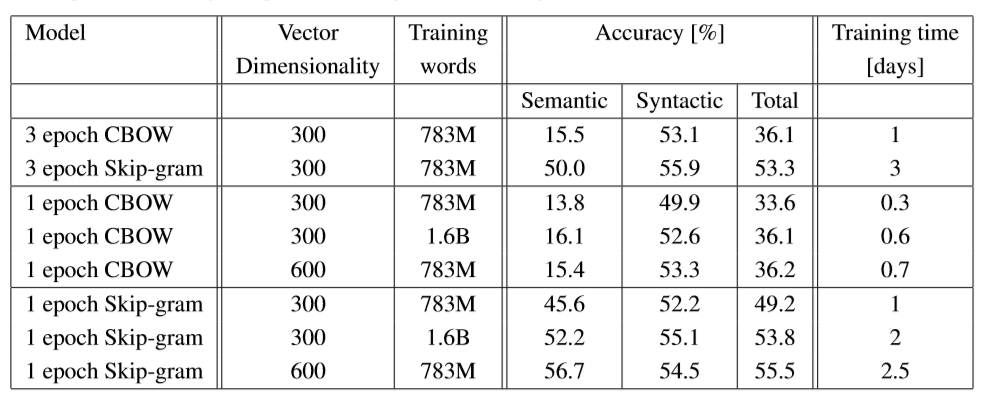 Model Vector Training Accuracy [%] Training time
Dimensionality words [days]
Semantic Syntactic Total
3 epoch CBOW 300 783M 15.5 53.1 36.1 1
3 epoch Skip-gram 300 783M 50.0 55.9 53.3 3
1 epoch CBOW 300 783M 13.8 49.9 33.6 0.3
1 epoch CBOW 300 1.6B 16.1 52.6 36.1 0.6
1 epoch CBOW 600 783M 15.4 53.3 36.2 0.7
1 epoch Skip-gram 300 783M 45.6 52.2 49.2 1
1 epoch Skip-gram 300 1.6B 52.2 55.1 53.8 2
1 epoch Skip-gram 600 783M 56.7 54.5 55.5 2.5